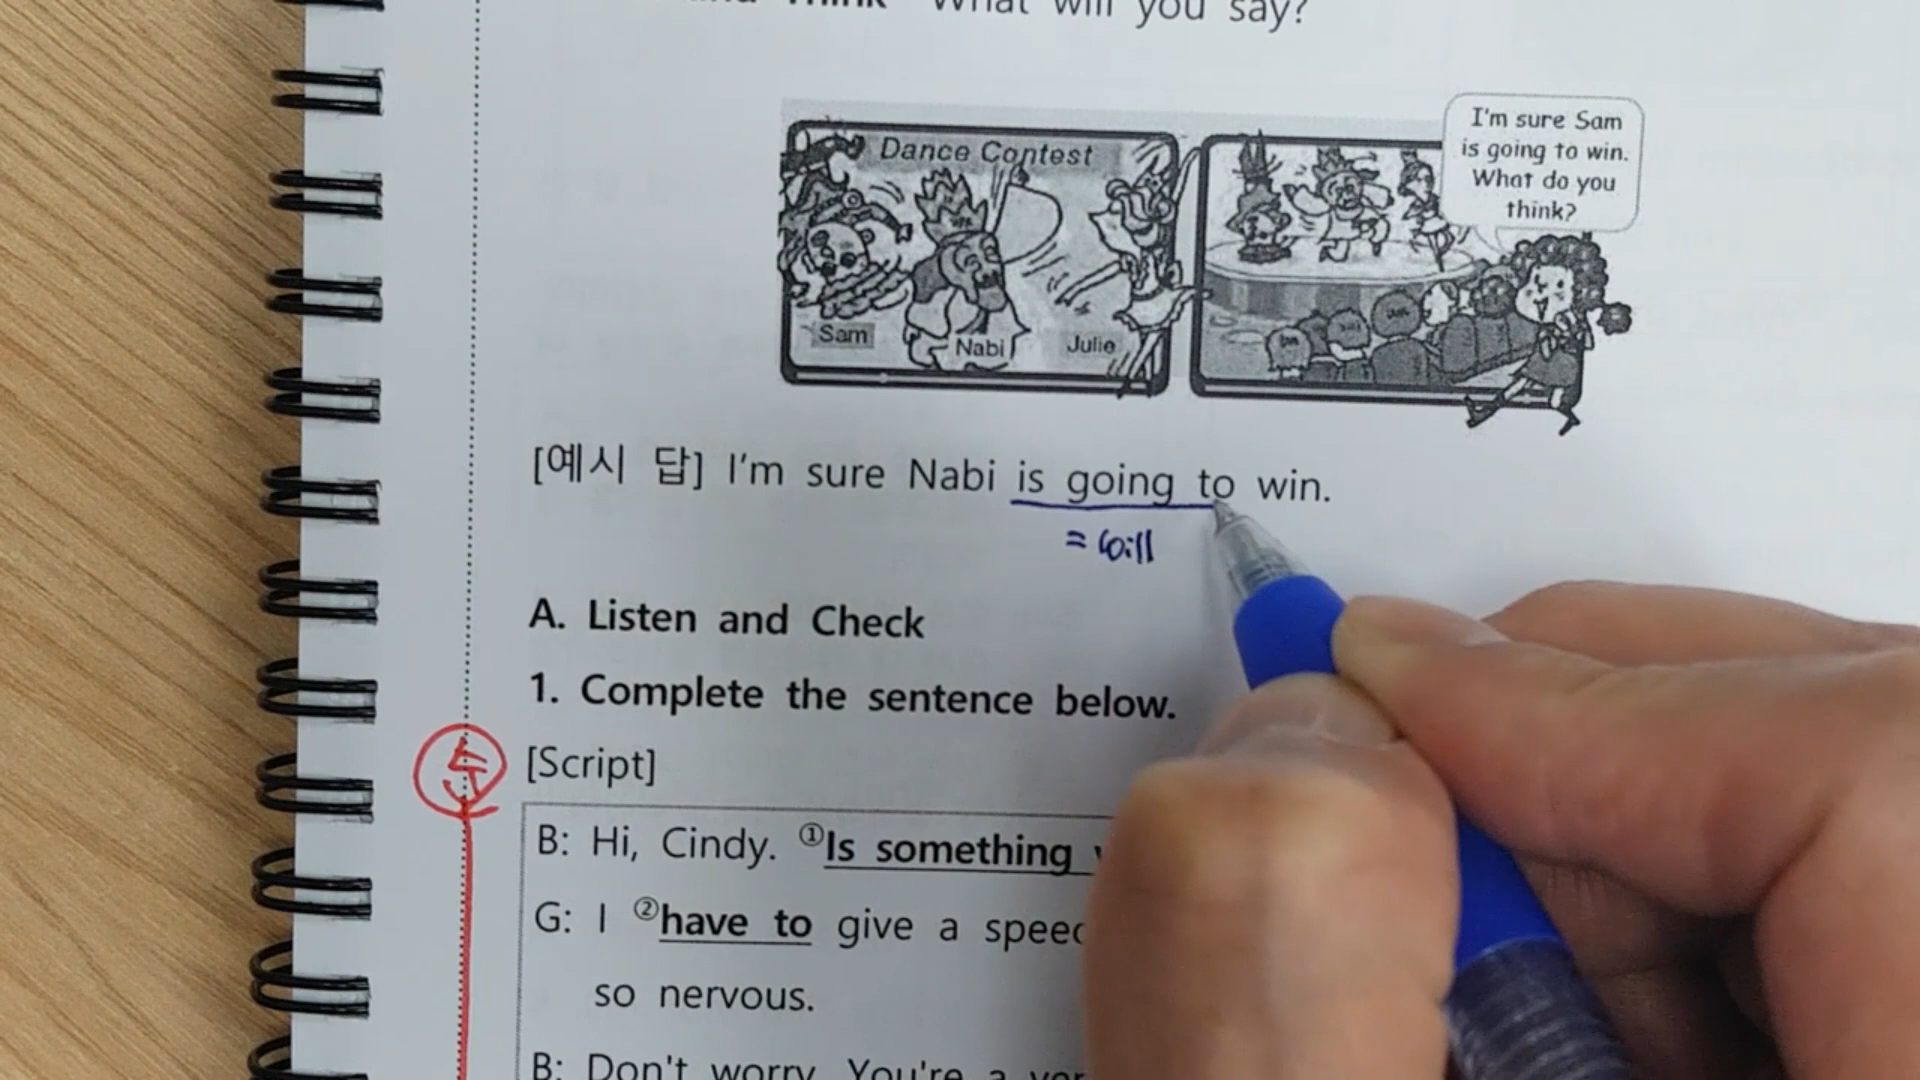 Think What will you say?
Dance Contest
Sam
Nabi
Julie
I'm sure Sam
is going to win.
What do you
think?
[예시 답] I'm sure Nabi is going to win.
= will
A. Listen and Check
1. Complete the sentence below.
[Script]
B: Hi, Cindy. ①Is something
G: I ②have to give a
so nervous.
B: Don't worry. You're a